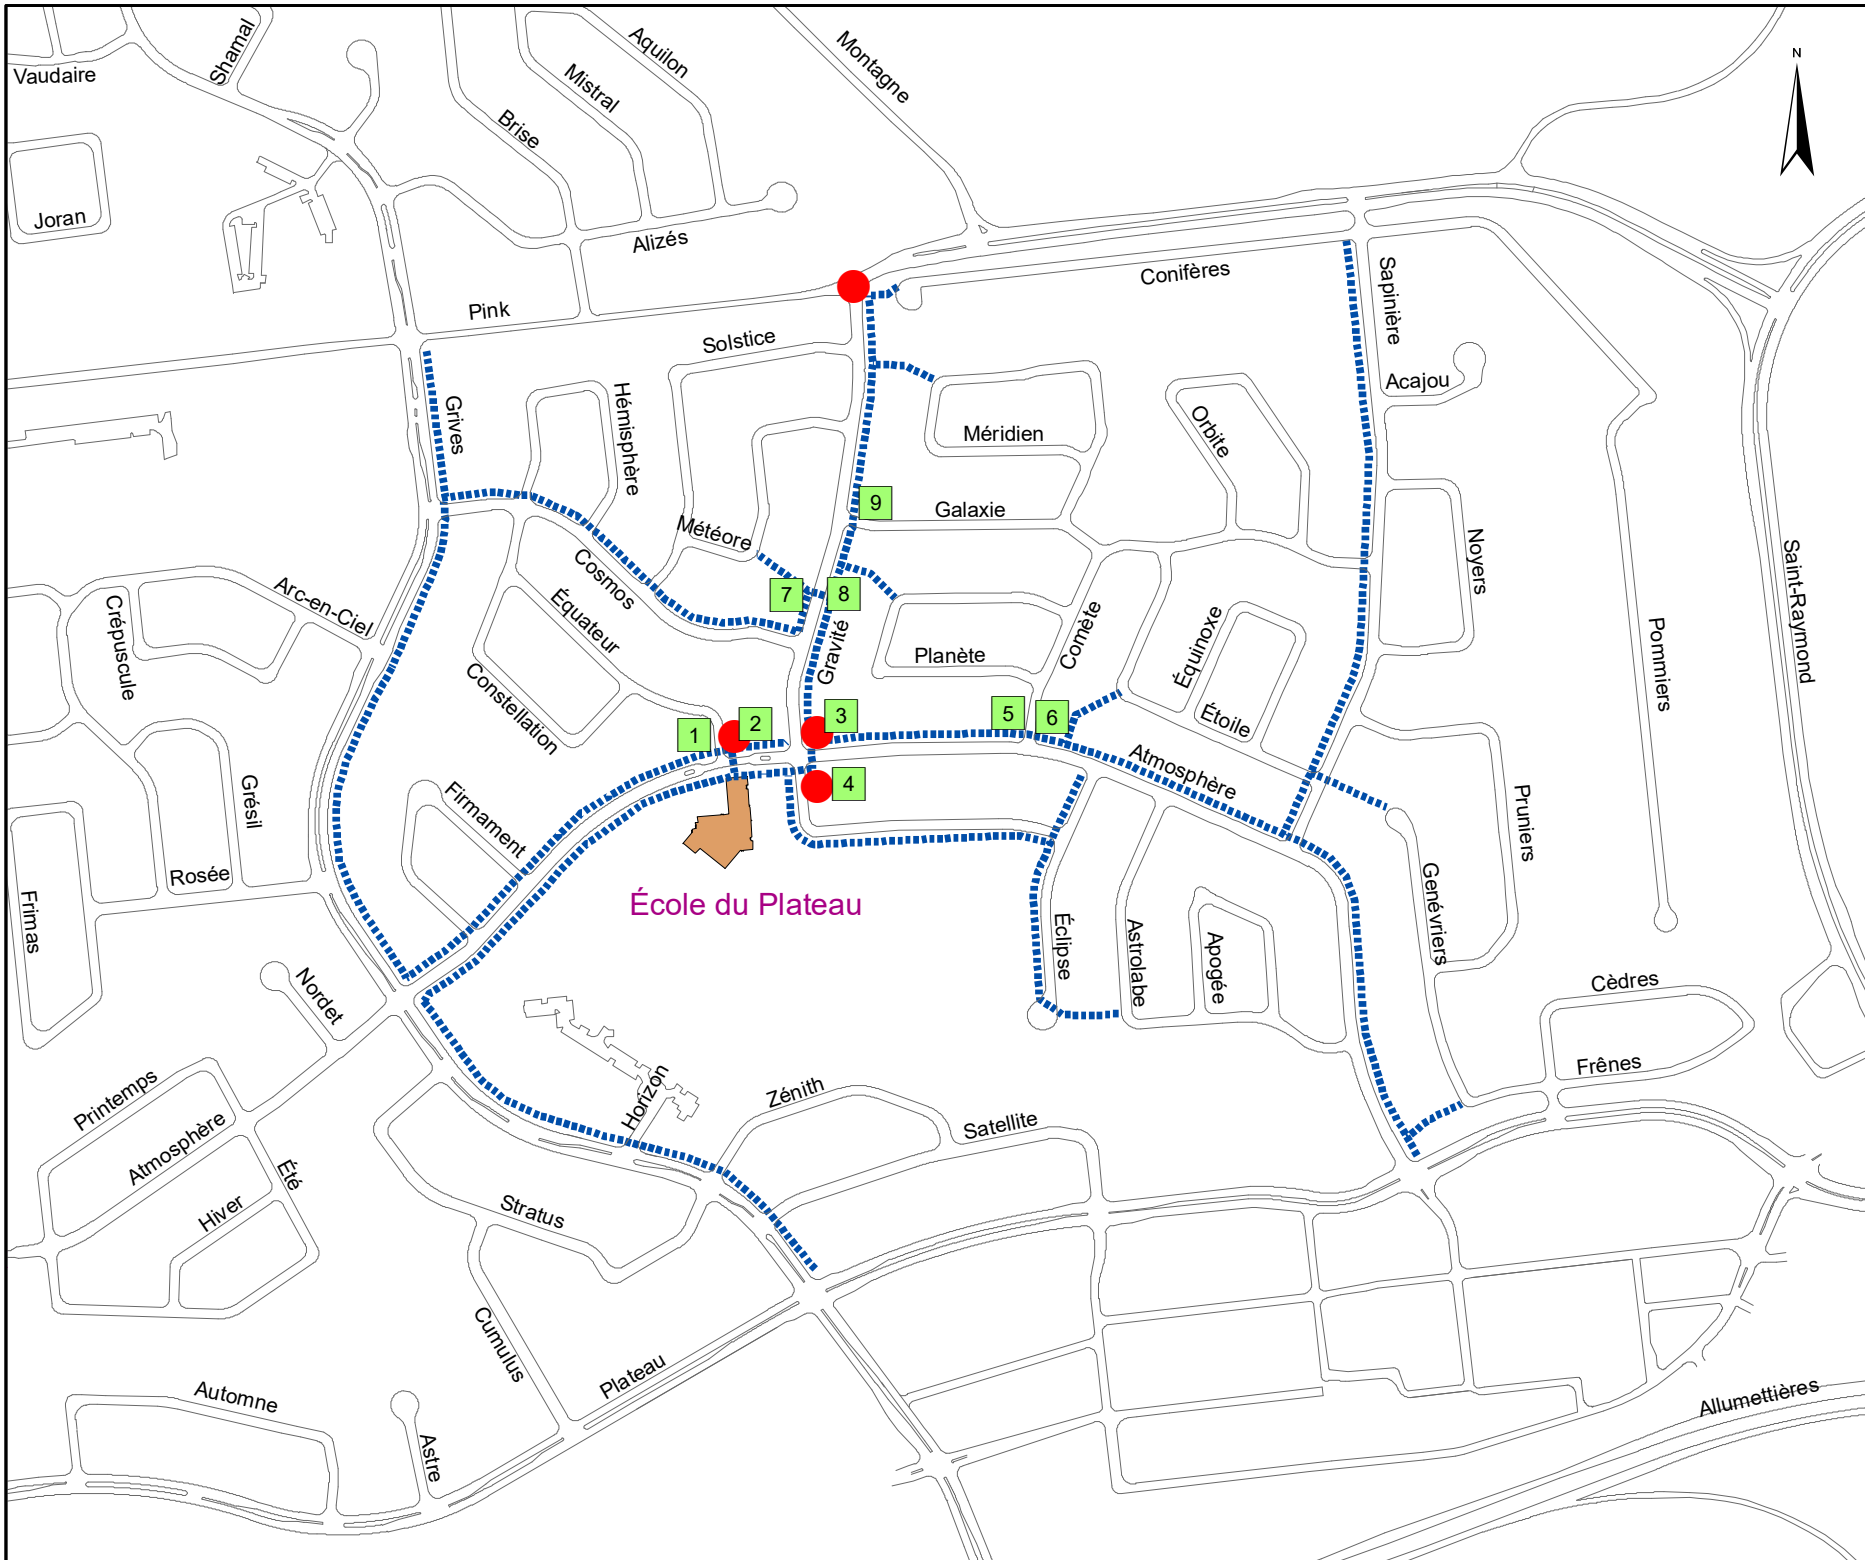 N
Vaudaire
Shamal
Aquilon
Mistral
Brise
Montagne
Joran
Alizés
Pink
Conifères
Sapinière
Solstice
Acajou
Grives
Hémisphère
Méridien
Orbite
9
Galaxie
Météore
Noyers
Saint-Raymond
Arc-en-Ciel
Cosmos
7
8
Crépuscule
Équateur
Gravité
Comète
Équinoxe
Planète
Pommiers
Constellation
1
2
3
5
6
Étoile
Atmosphère
4
Grésil
Firmament
Pruniers
Rosée
École du Plateau
Genévriers
Frimas
Éclipse
Astrolabe
Apogée
Nordet
Cèdres
Frênes
Printemps
Horizon
Zénith
Atmosphère
Satellite
Été
Hiver
Stratus
Cumulus
Plateau
Automne
Allumettières
Astre